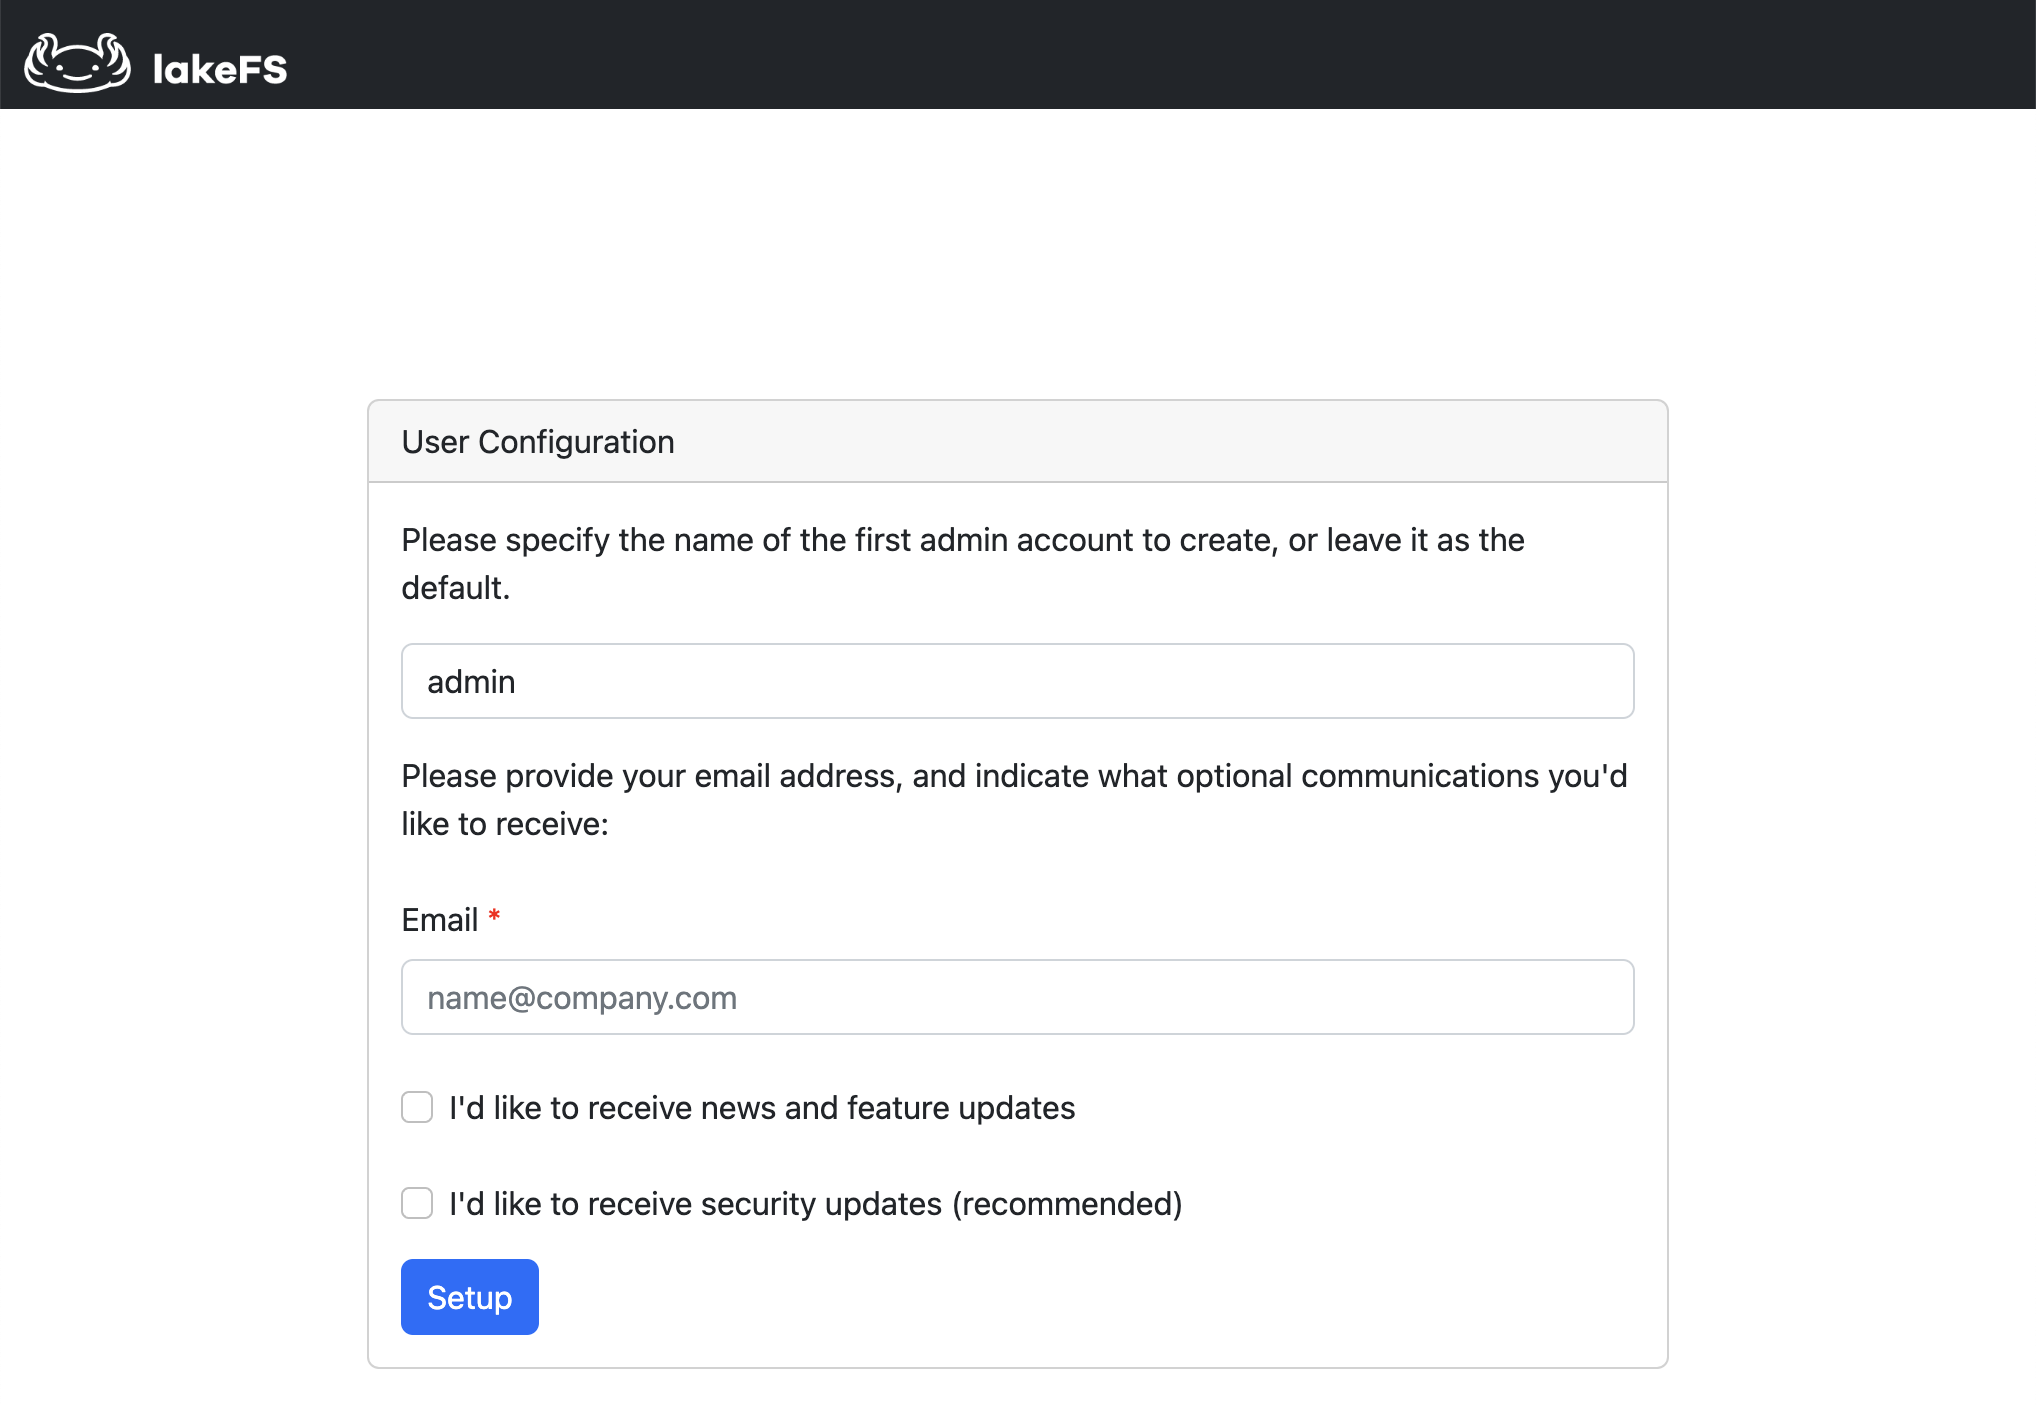 lakeFS
User Configuration
Please specify the name of the first admin account to create, or leave it as the
default.
admin
Please provide your email address, and indicate what optional communications you'd
like to receive:
Email *
name@company.com
I'd like to receive news and feature updates
I'd like to receive security updates (recommended)
Setup